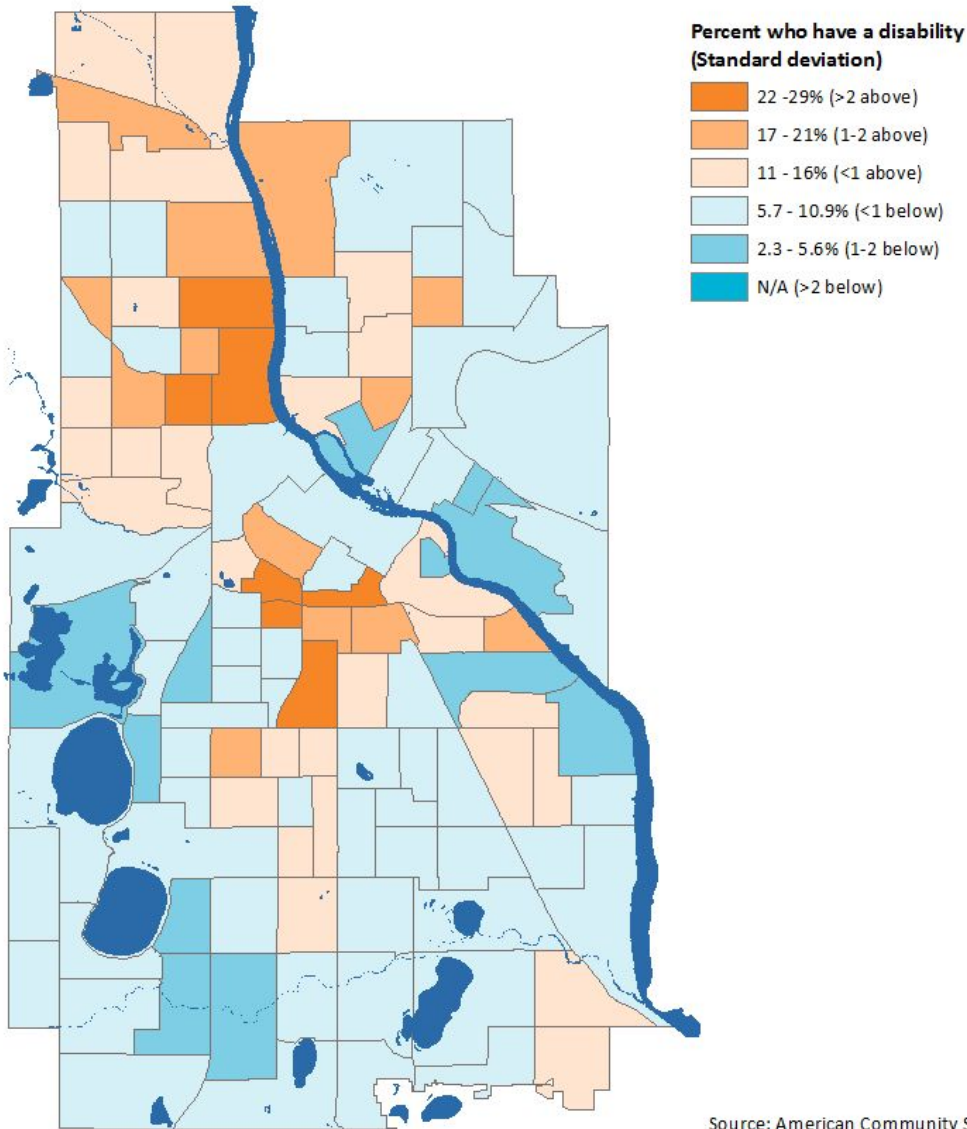 Percent who have a disability
(Standard deviation)
22 -29% (>2 above)
17 - 21% (1-2 above)
11 - 16% (<1 above)
5.7 - 10.9% (<1 below)
2.3 - 5.6% (1-2 below)
N/A (>2 below)
Source: American Community